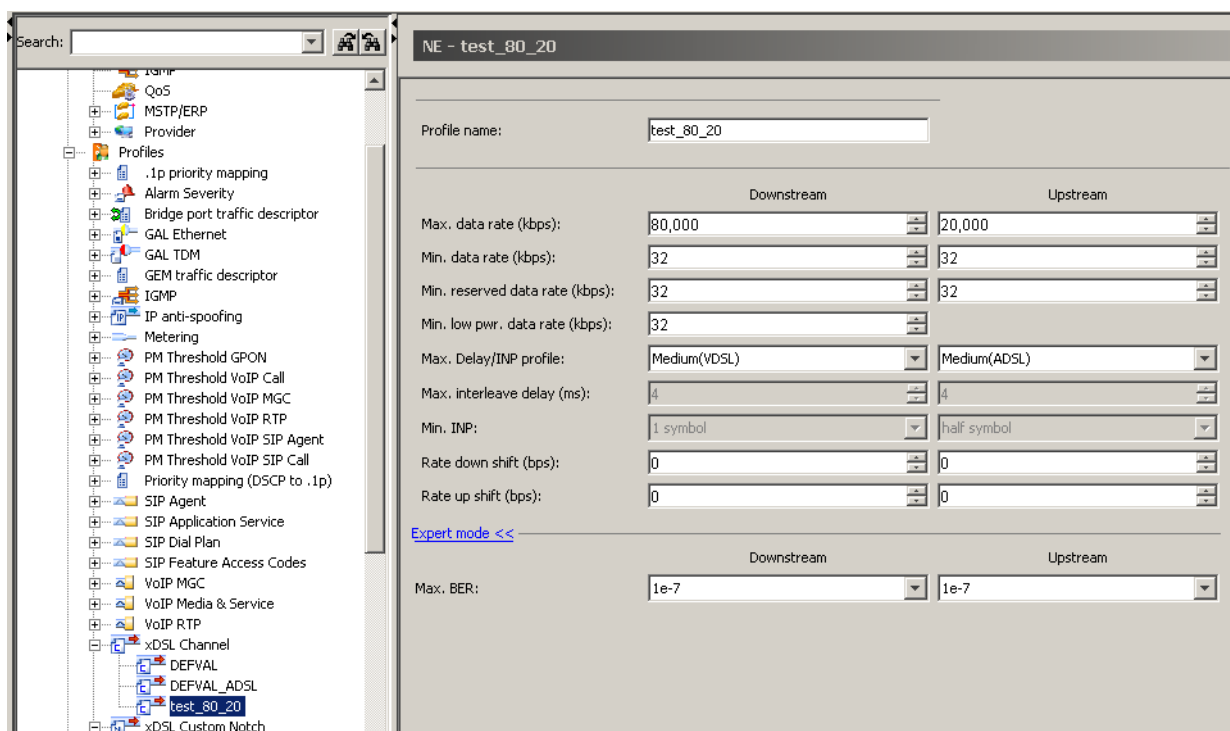 Search:
IGMP
QoS
MSTP/ERP
Provider
Profiles
.1p priority mapping
Alarm Severity
Bridge port traffic descriptor
GAL Ethernet
GAL TDM
GEM traffic descriptor
IGMP
IP anti-spoofing
Metering
PM Threshold GPON
PM Threshold VoIP Call
PM Threshold VoIP MGC
PM Threshold VoIP RTP
PM Threshold VoIP SIP Agent
PM Threshold VoIP SIP Call
Priority mapping (DSCP to .1p)
SIP Agent
SIP Application Service
SIP Dial Plan
SIP Feature Access Codes
VoIP MGC
VoIP Media & Service
VoIP RTP
xDSL Channel
DEFVAL
DEFVAL_ADSL
test_80_20
xDSL Custom Notch
NE - test_80_20
Profile name: test_80_20
Downstream Upstream
Max. data rate (kbps): 80,000 20,000
Min. data rate (kbps): 32 32
Min. reserved data rate (kbps): 32 32
Min. low pwr. data rate (kbps): 32
Max. Delay/INP profile: Medium(VDSL) Medium(ADSL)
Max. interleave delay (ms): 4 4
Min. INP: 1 symbol half symbol
Rate down shift (bps): 0 0
Rate up shift (bps): 0 0
Expert mode <<
Downstream Upstream
Max. BER: 1e-7 1e-7